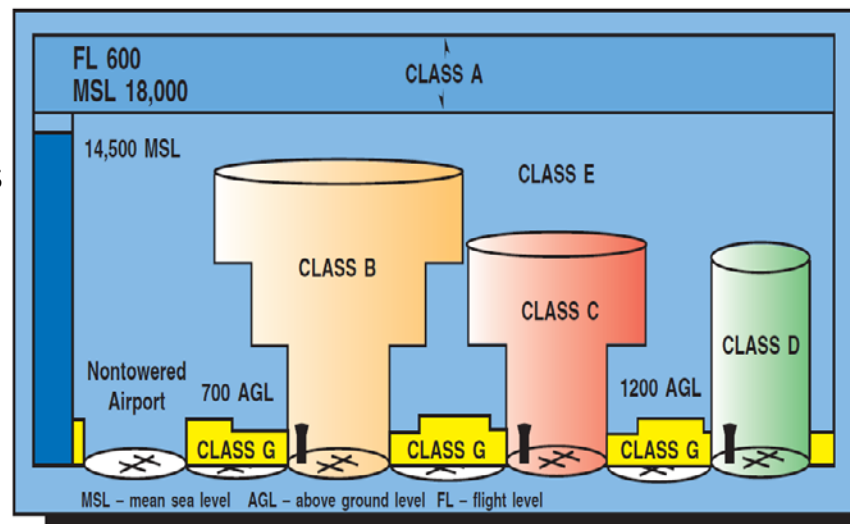 FL 600
MSL 18,000
CLASS A
14,500 MSL
CLASS E
CLASS B
CLASS C
CLASS D
Nontowered
Airport
700 AGL
1200 AGL
CLASS G
CLASS G
CLASS G
MSL – mean sea level AGL – above ground level FL – flight level